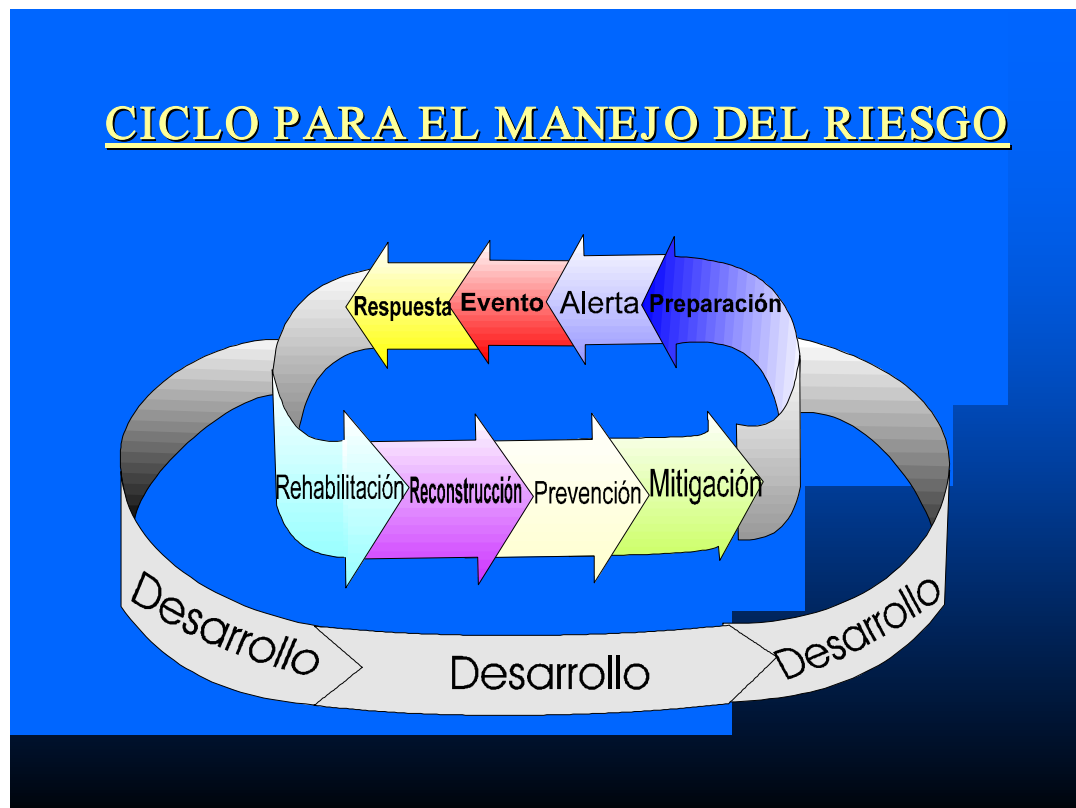 CICLO PARA EL MANEJO DEL RIESGO
Respuesta Evento Alerta Preparación
Rehabilitación Reconstrucción Prevención Mitigación
Desarrollo Desarrollo Desarrollo